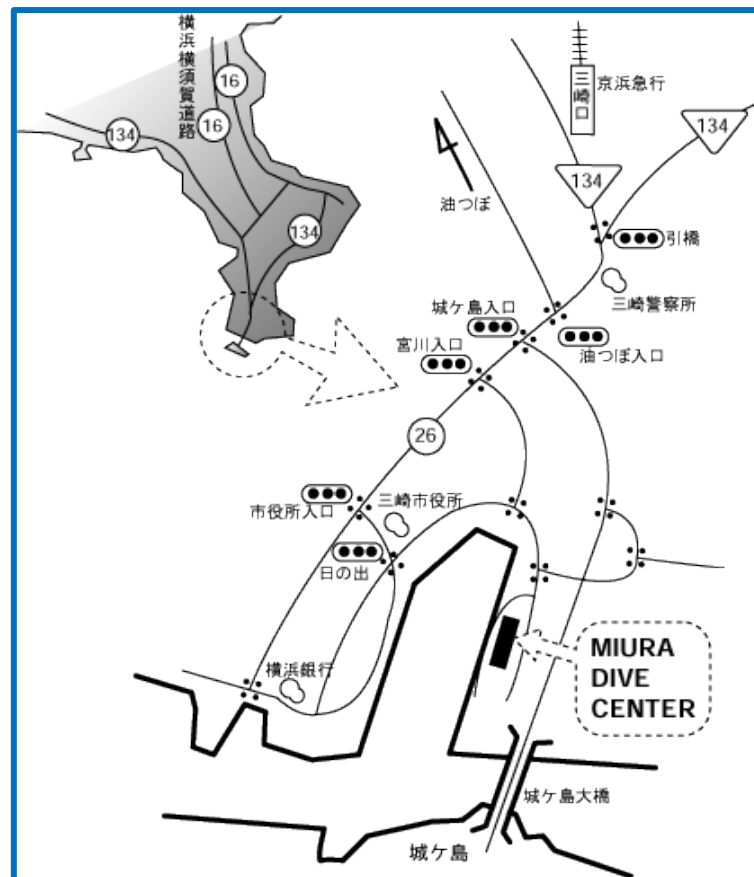 横浜横須賀道路
16
16
134
134
三崎口
京浜急行
134
134
油つぼ
引橋
三崎警察所
城ケ島入口
油つぼ入口
宮川入口
26
市役所入口
三崎市役所
日の出
横浜銀行
MIURA
DIVE
CENTER
城ケ島大橋
城ケ島